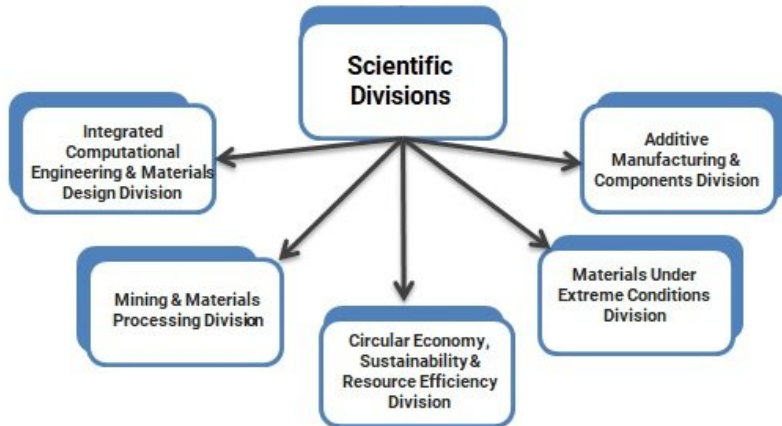 Scientific
Divisions
Integrated
Computational
Engineering & Materials
Design Division
Additive
Manufacturing &
Components Division
Mining & Materials
Processing Division
Materials Under
Extreme Conditions
Division
Circular Economy,
Sustainability &
Resource Efficiency
Division